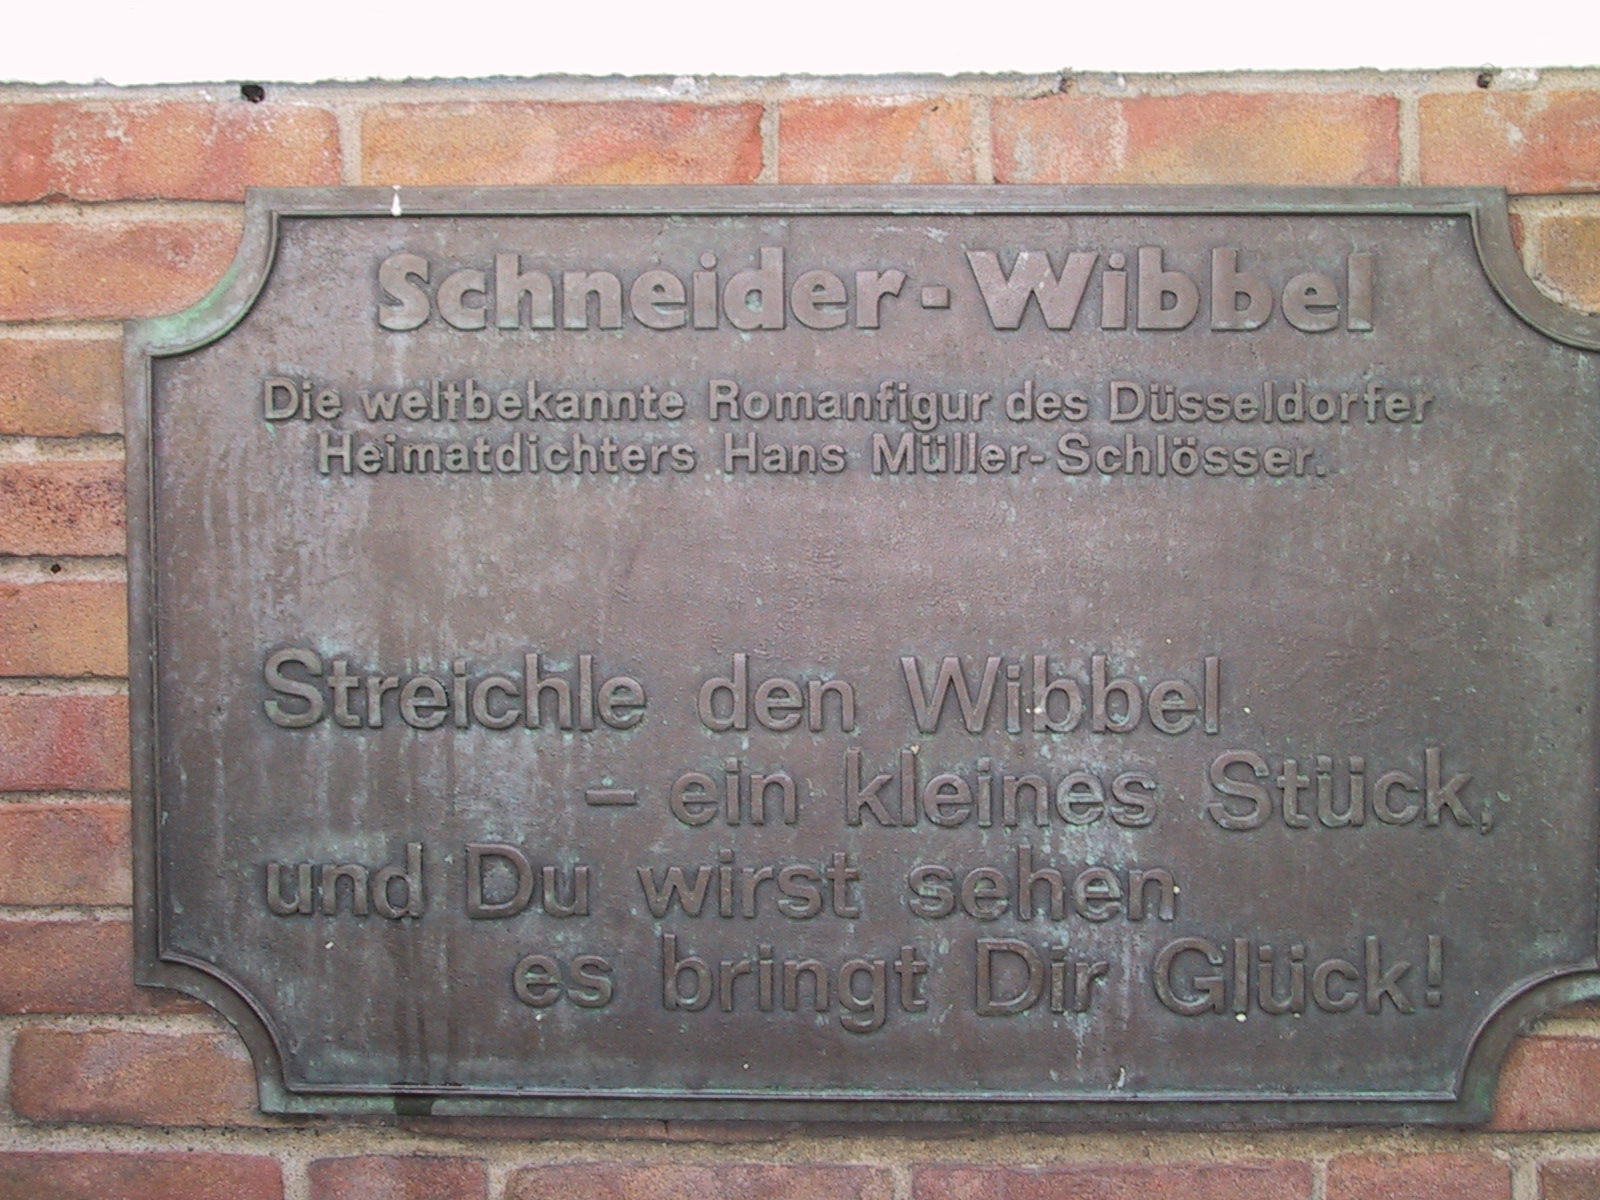 Schneider-Wibbel
Die weltbekannte Romanfigur des Düsseldorfer
Heimatdichters Hans Müller-Schlösser.
Streichle den Wibbel
– ein kleines Stück,
und Du wirst sehen
es bringt Dir Glück!